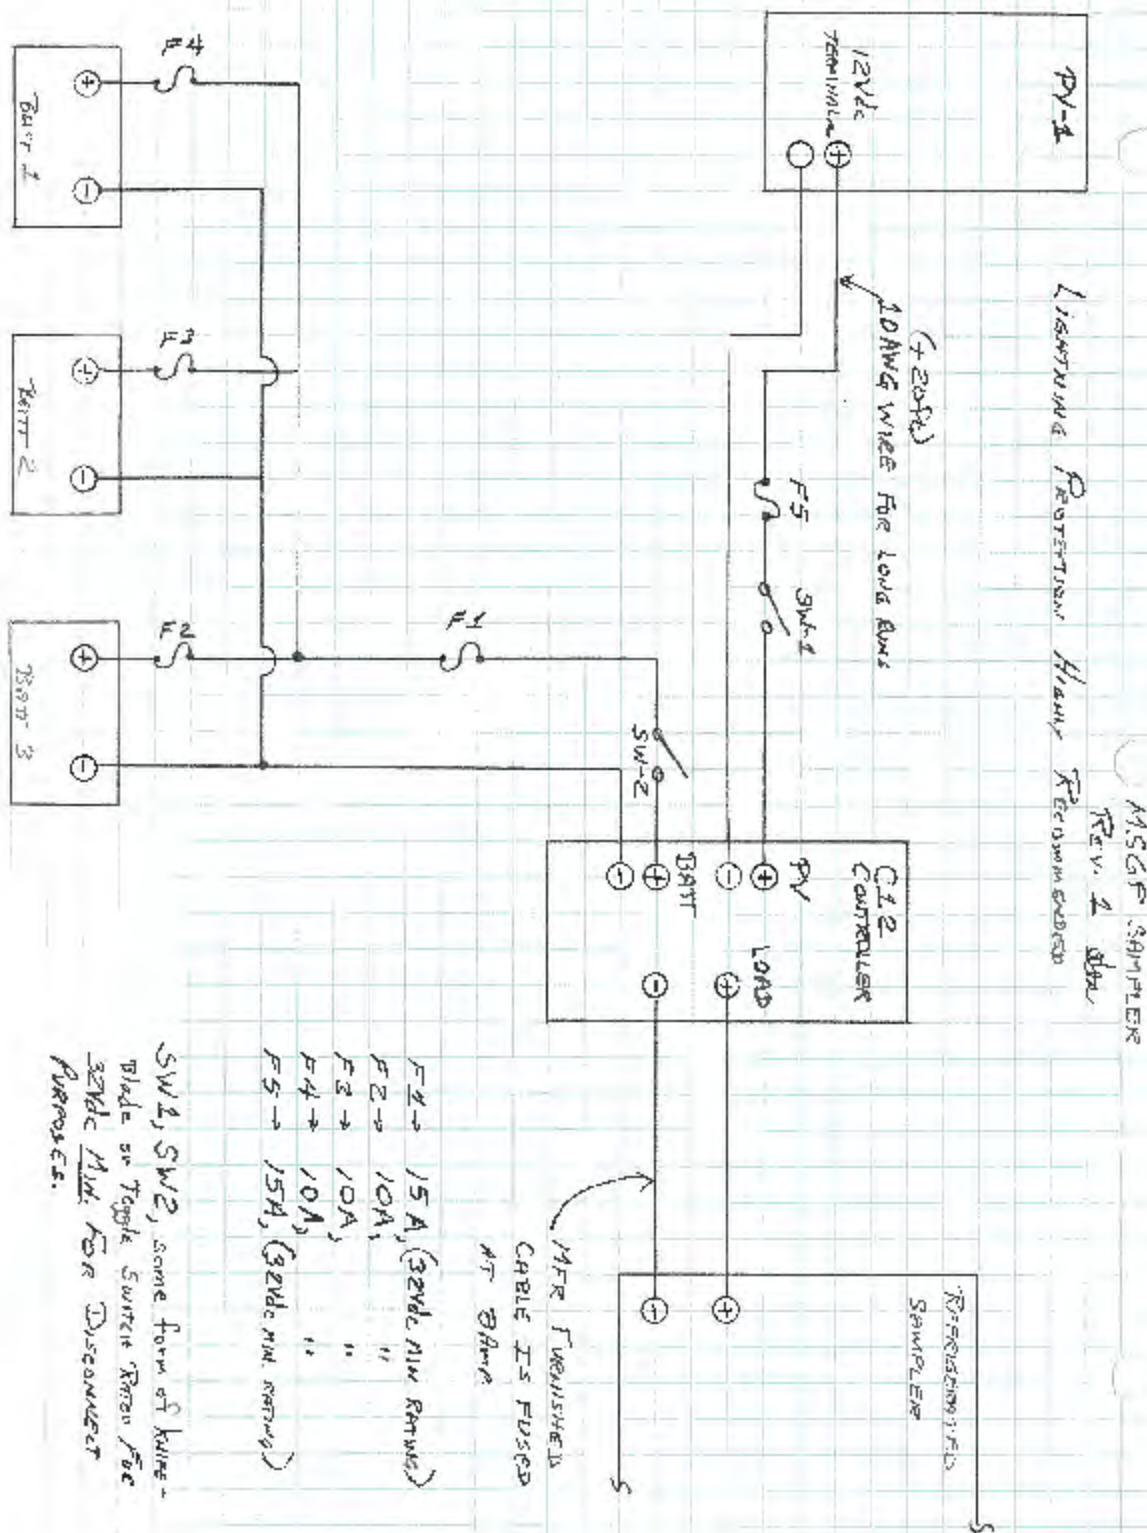 MSGF SAMPLER
REV. 1
LIGHTNING PROTECTION HIGHLY RECOMMENDED
PV-1
12Vdc
TERMINALS
+
(+20ft)
10AWG WIRE FOR LONG RUNS
F5
SW-1
C12
CONTROLLER
PV
+
-
BATT
+
-
LOAD
+
-
REFRIGERATED
SAMPLER
+
-
S
S
MFR FURNISHED
CABLE IS FUSED
AT 8AMP
SW-2
F1
F4
F3
F2
+
-
BATT 1
+
-
BATT 2
+
-
BATT 3
F1→ 15A, (32Vdc MIN. RATING)
F2→ 10A, "
F3→ 10A, "
F4→ 10A, "
F5→ 15A, (32Vdc MIN. RATING)
SW1, SW2, some form of KNIFE-
Blade or Toggle SWITCH RATED FOR
32Vdc MIN. FOR DISCONNECT
PURPOSES.